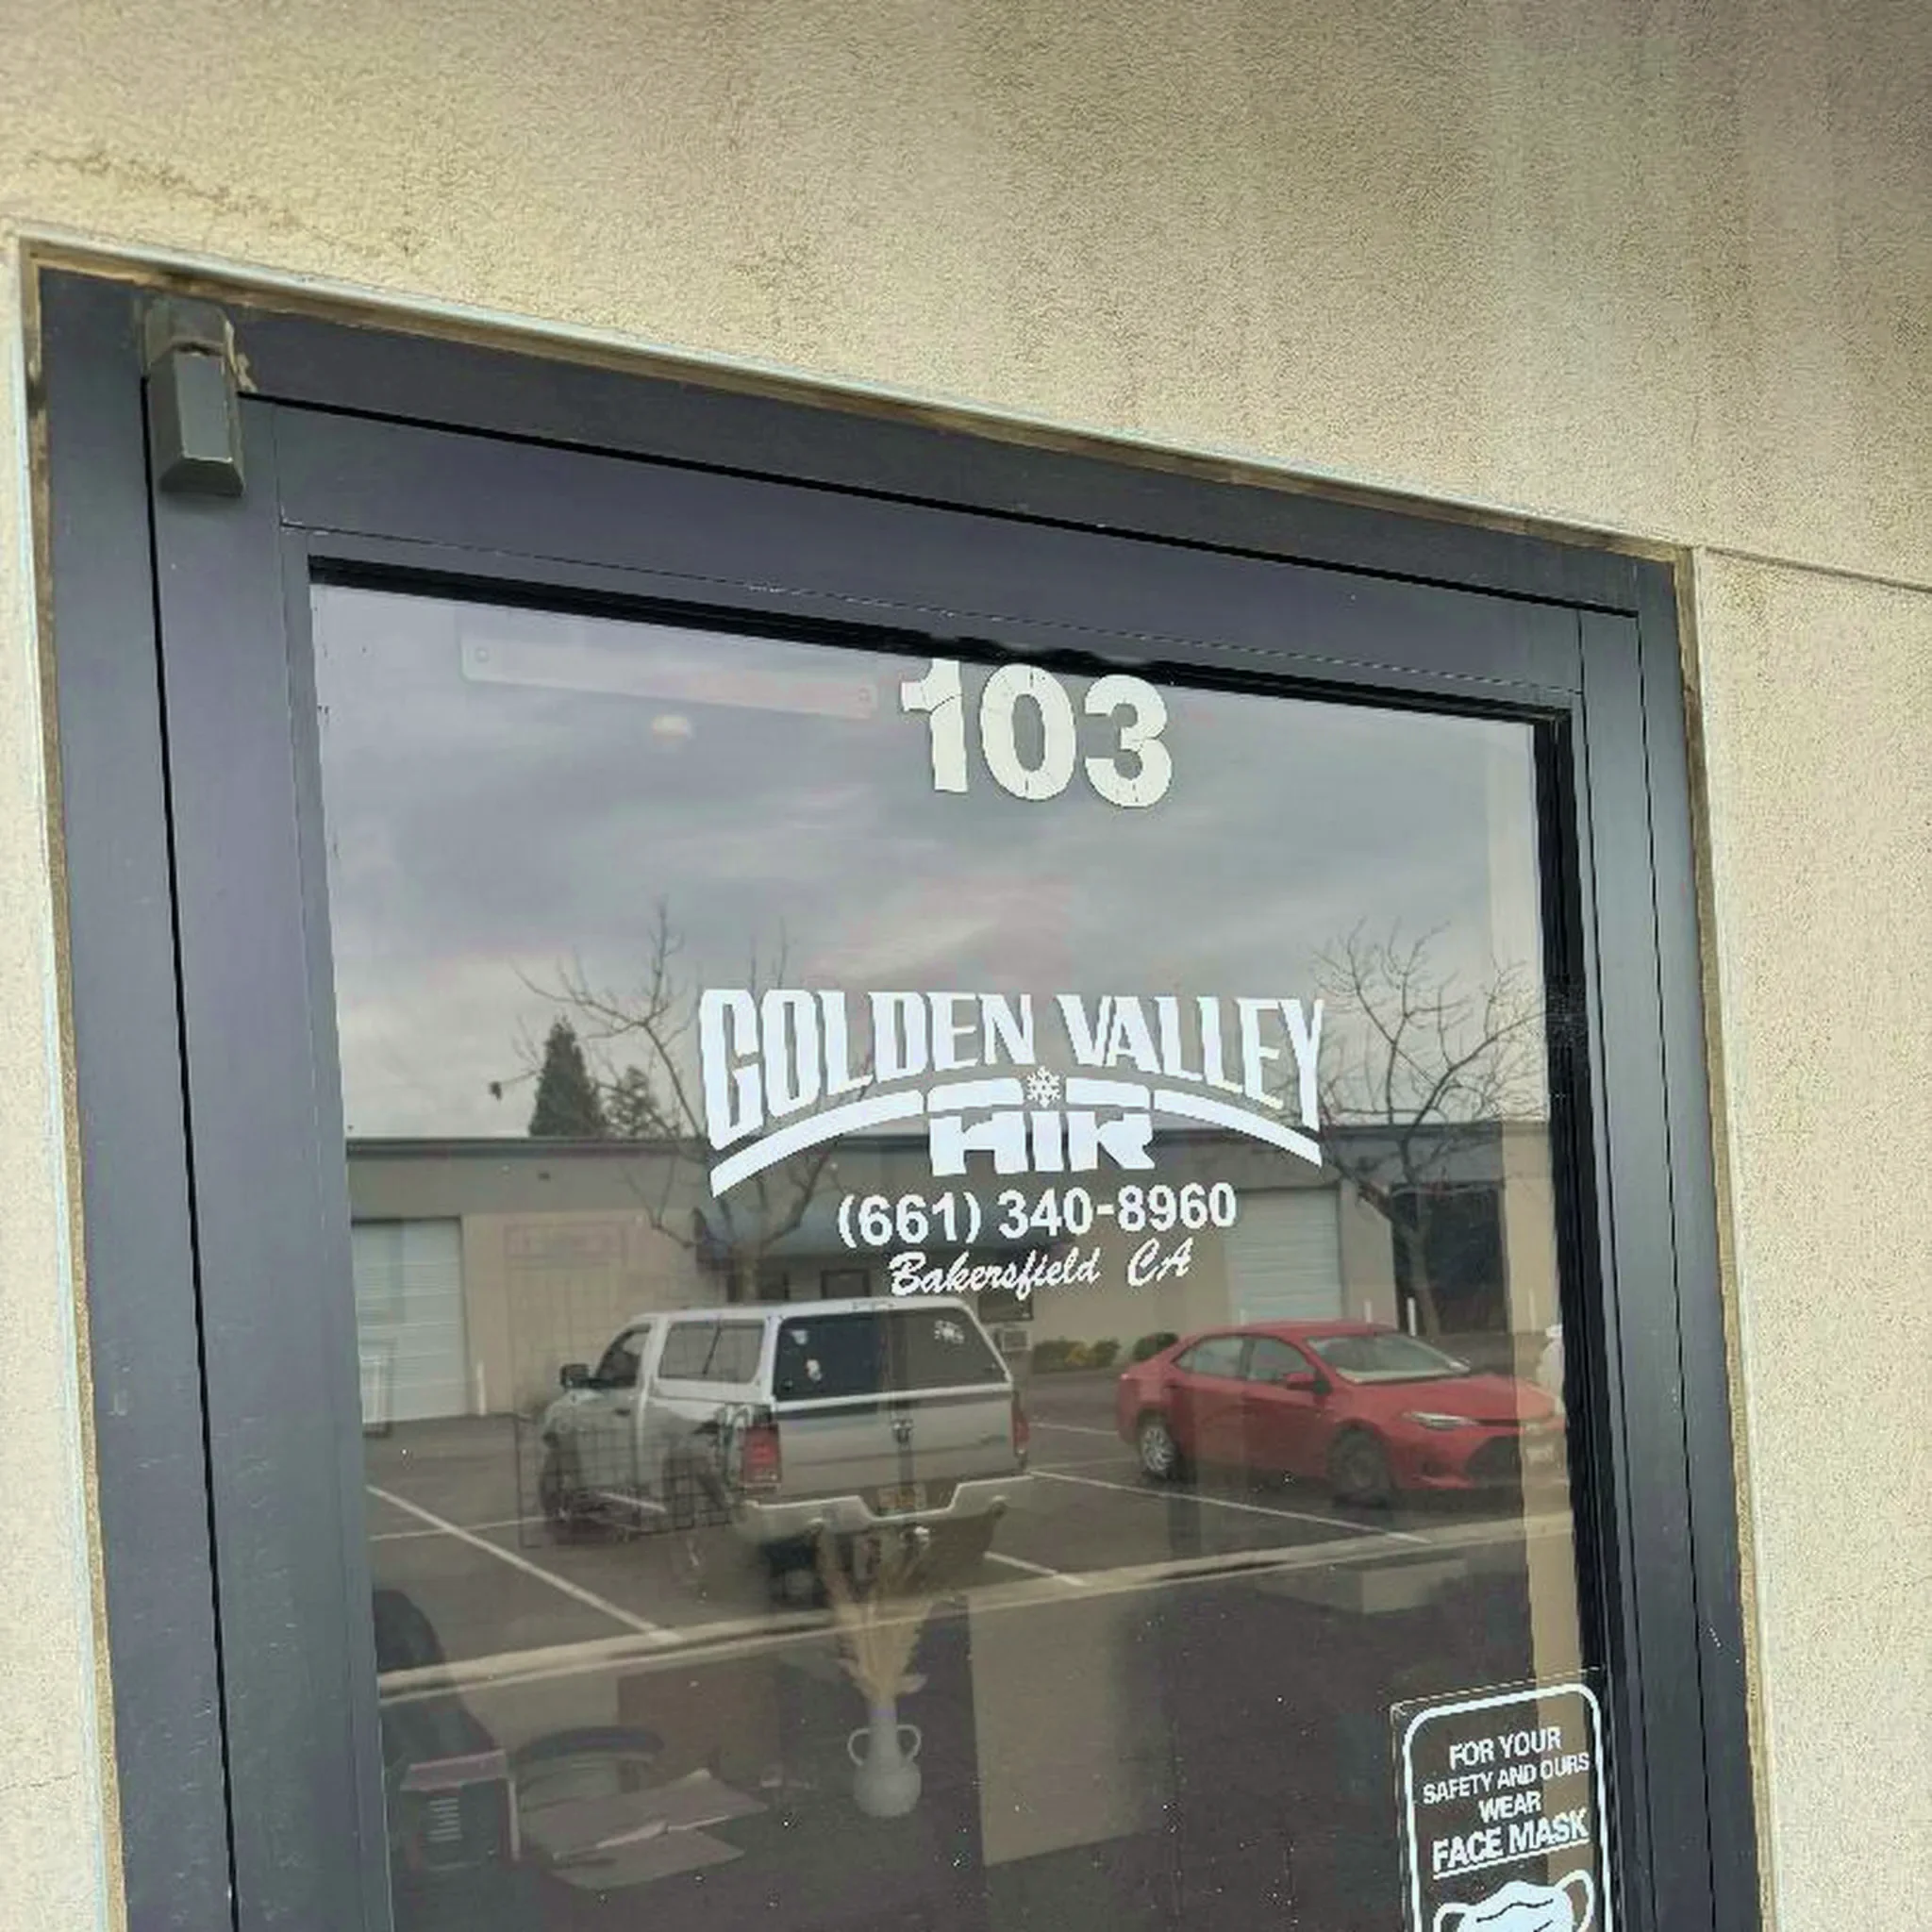 103
GOLDEN VALLEY
AIR
(661) 340-8960
Bakersfield CA
FOR YOUR
SAFETY AND OURS
WEAR
FACE MASK